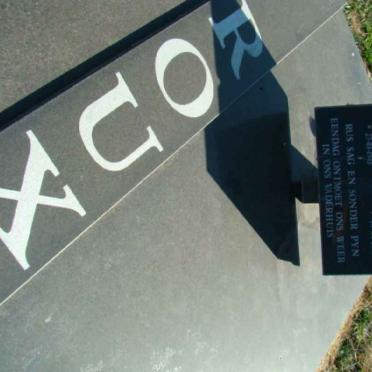 ROUX
RUS SAG EN SONDER PYN
EENDAG ONTMOET ONS WEER
IN ONS VADERHUIS